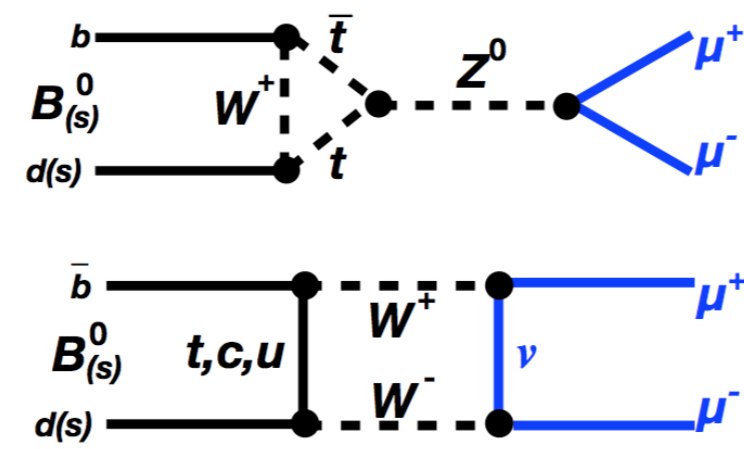 b t̅ Z⁰ μ⁺
B⁰₍ₛ₎ W⁺
d(s) t μ⁻
b̅ W⁺ μ⁺
B⁰₍ₛ₎ t,c,u ν
d(s) W⁻ μ⁻